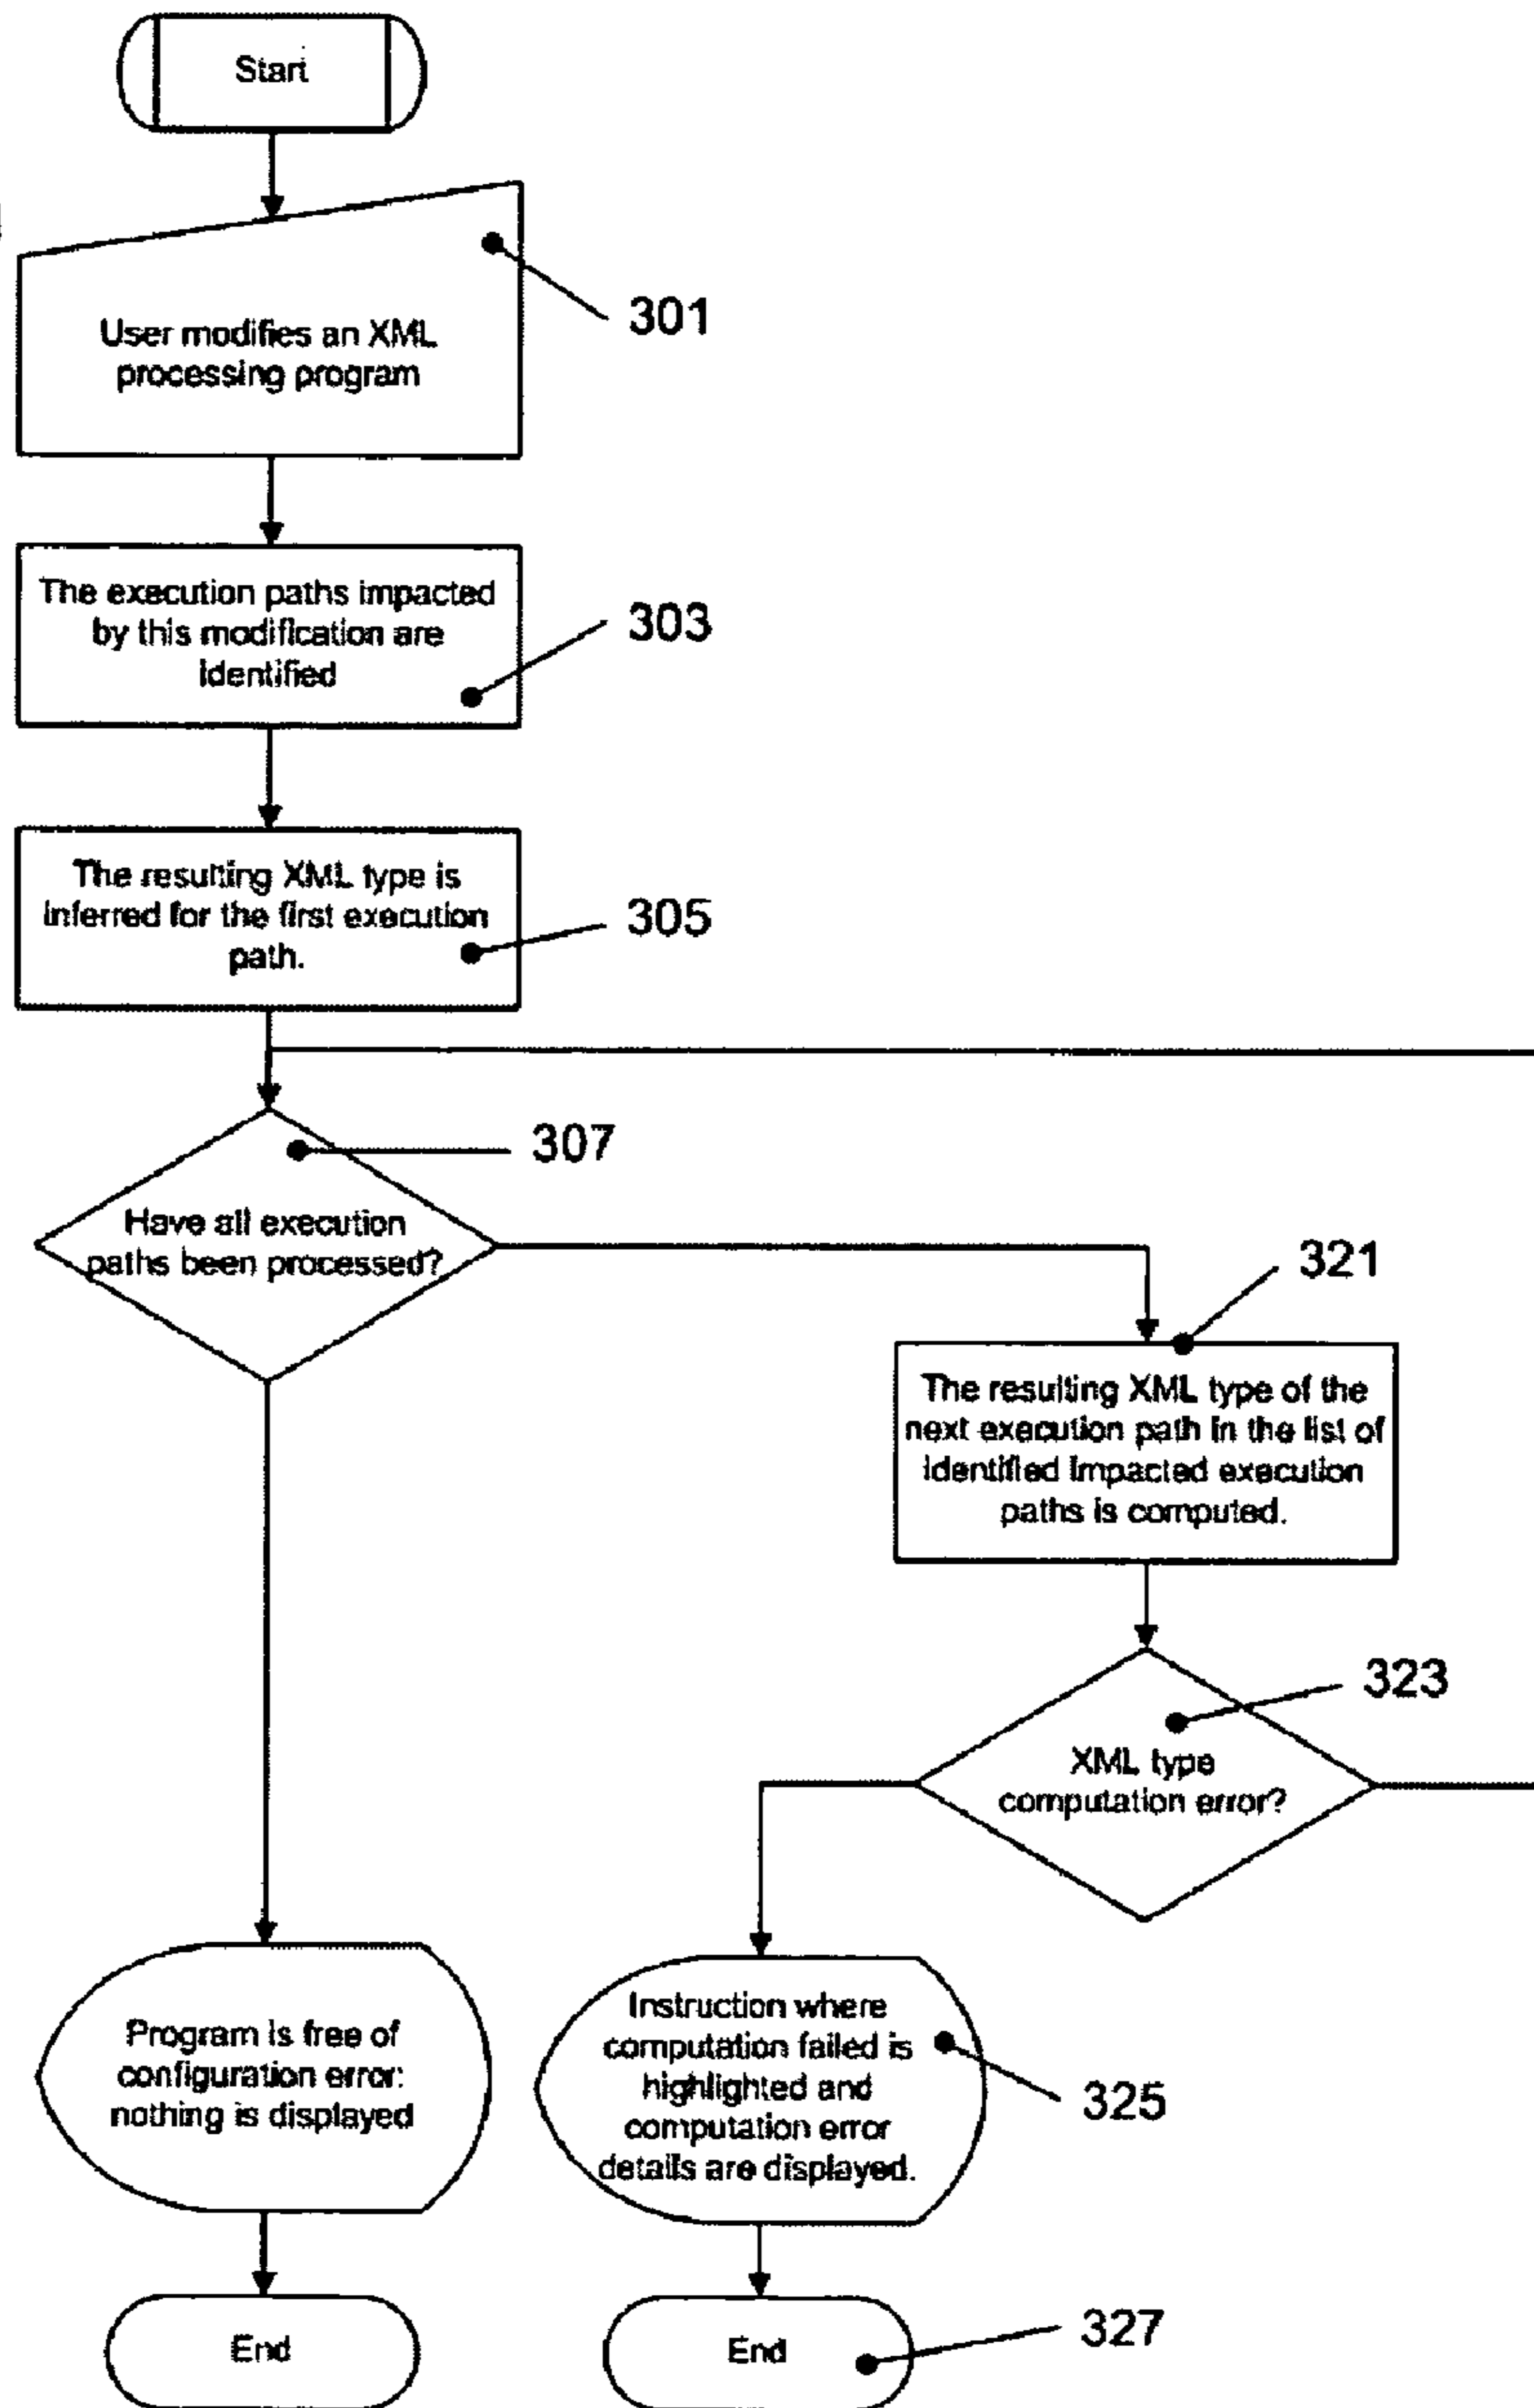 Start
301
User modifies an XML
processing program
The execution paths impacted
by this modification are
identified
303
The resulting XML type is
inferred for the first execution
path.
305
307
Have all execution
paths been processed?
321
The resulting XML type of the
next execution path in the list of
identified impacted execution
paths is computed.
323
XML type
computation error?
Program is free of
configuration error:
nothing is displayed
Instruction where
computation failed is
highlighted and
computation error
details are displayed.
325
End
End
327